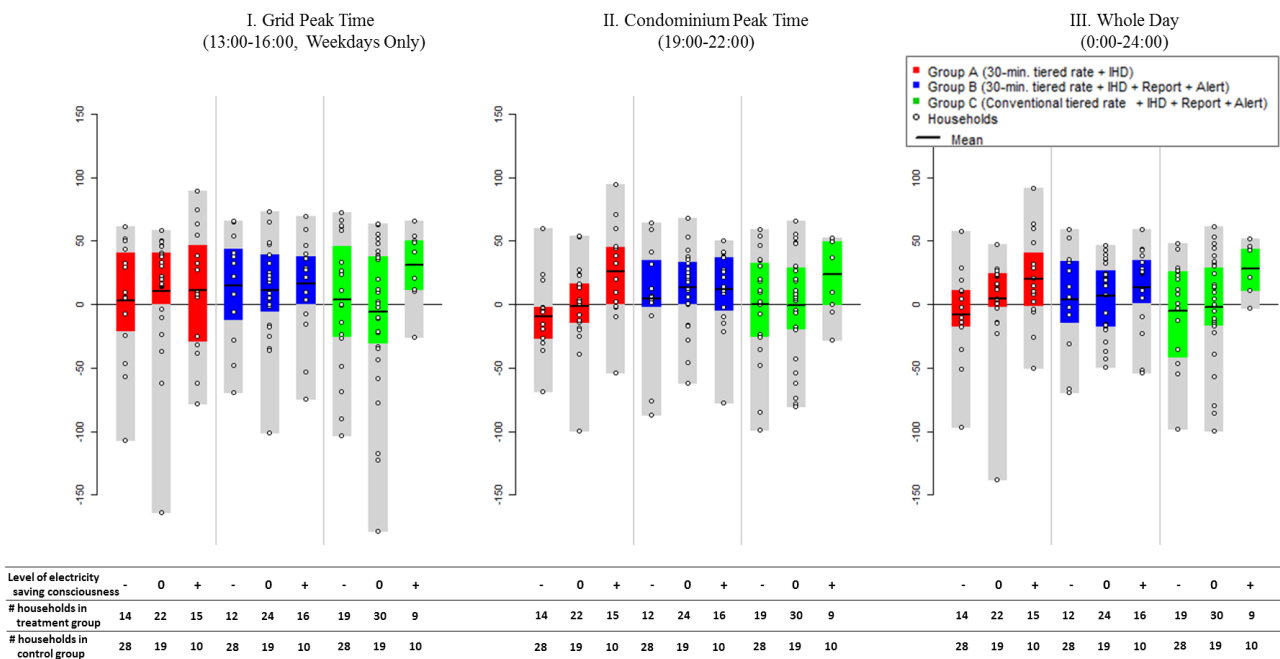 I. Grid Peak Time
(13:00-16:00, Weekdays Only)
II. Condominium Peak Time
(19:00-22:00)
III. Whole Day
(0:00-24:00)
Group A (30-min. tiered rate + IHD)
Group B (30-min. tiered rate + IHD + Report + Alert)
Group C (Conventional tiered rate + IHD + Report + Alert)
Households
Mean
150
100
50
0
-50
-100
-150
150
100
50
0
-50
-100
-150
150
100
50
0
-50
-100
-150
Level of electricity
saving consciousness
- 0 + - 0 + - 0 +
- 0 + - 0 + - 0 +
- 0 + - 0 + - 0 +
# households in
treatment group
14 22 15 12 24 16 19 30 9
14 22 15 12 24 16 19 30 9
14 22 15 12 24 16 19 30 9
# households in
control group
28 19 10 28 19 10 28 19 10
28 19 10 28 19 10 28 19 10
28 19 10 28 19 10 28 19 10